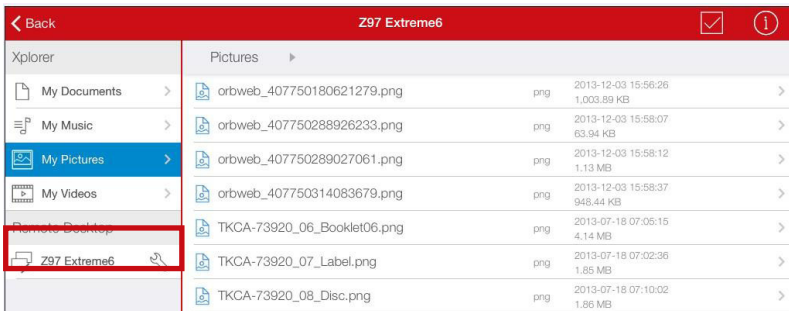 Back
Z97 Extreme6
Xplorer
My Documents
My Music
My Pictures
My Videos
Remote Desktop
Z97 Extreme6
Pictures
orbweb_407750180621279.png png 2013-12-03 15:56:26
1,003.89 KB
orbweb_407750288926233.png png 2013-12-03 15:58:07
63.94 KB
orbweb_407750289027061.png png 2013-12-03 15:58:12
1.13 MB
orbweb_407750314083679.png png 2013-12-03 15:58:37
948.44 KB
TKCA-73920_06_Booklet06.png png 2013-07-18 07:05:15
4.14 MB
TKCA-73920_07_Label.png png 2013-07-18 07:02:36
1.85 MB
TKCA-73920_08_Disc.png png 2013-07-18 07:10:02
1.86 MB